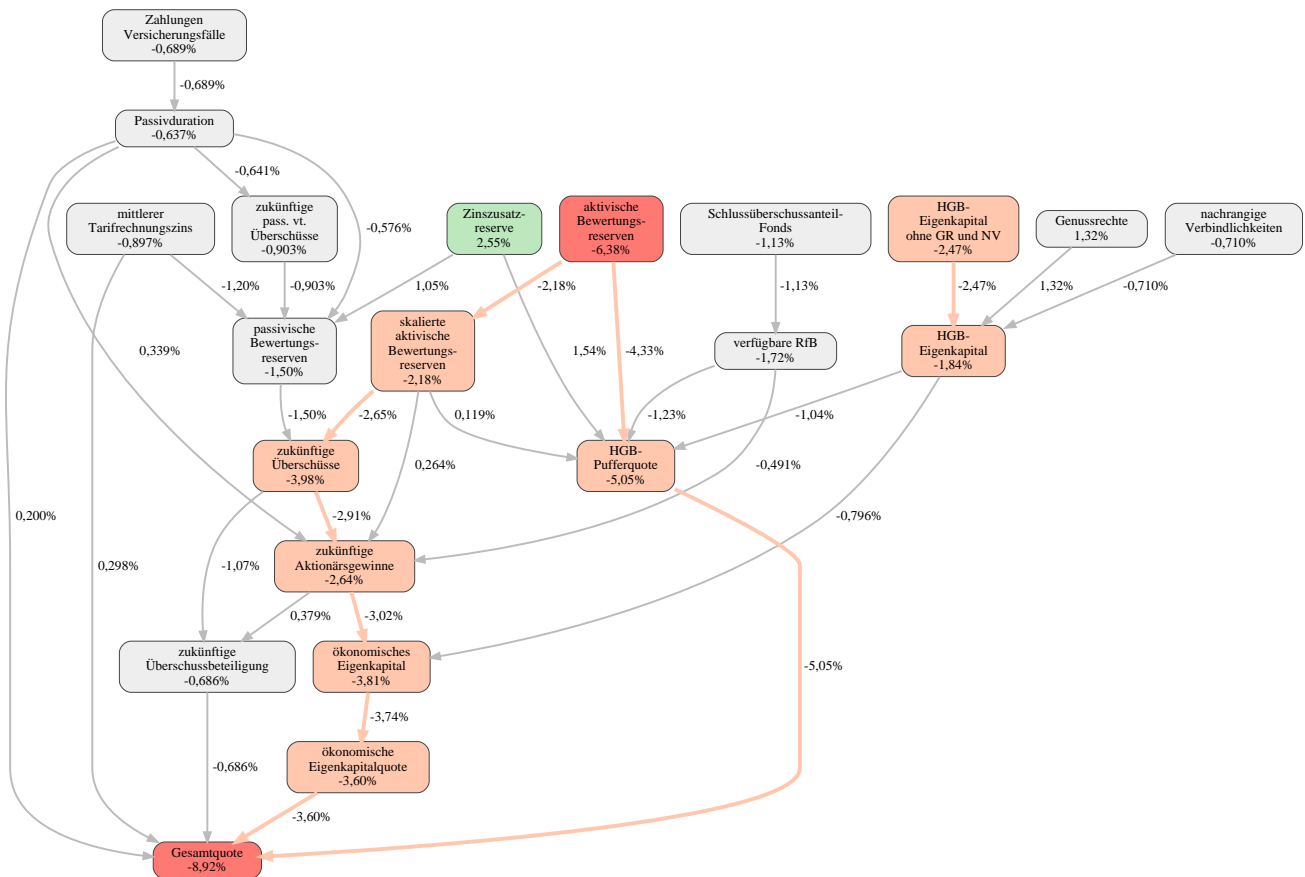 Zahlungen
Versicherungsfälle
-0,689%
-0,689%
Passivduration
-0,637%
-0,641%
-0,576%
mittlerer
Tarifrechnungszins
-0,897%
zukünftige
pass. vt.
Überschüsse
-0,903%
Zinszusatz-
reserve
2,55%
aktivische
Bewertungs-
reserven
-6,38%
Schlussüberschussanteil-
Fonds
-1,13%
HGB-
Eigenkapital
ohne GR und NV
-2,47%
Genussrechte
1,32%
nachrangige
Verbindlichkeiten
-0,710%
-1,20%
-0,903%
1,05%
-2,18%
-1,13%
-2,47%
1,32%
-0,710%
0,339%
passivische
Bewertungs-
reserven
-1,50%
skalierte
aktivische
Bewertungs-
reserven
-2,18%
1,54%
-4,33%
verfügbare RfB
-1,72%
HGB-
Eigenkapital
-1,84%
-1,50%
-2,65%
0,119%
-1,23%
-1,04%
zukünftige
Überschüsse
-3,98%
0,264%
HGB-
Pufferquote
-5,05%
-0,491%
0,200%
-2,91%
-0,796%
0,298%
-1,07%
zukünftige
Aktionärsgewinne
-2,64%
0,379%
-3,02%
zukünftige
Überschussbeteiligung
-0,686%
ökonomisches
Eigenkapital
-3,81%
-5,05%
-3,74%
-0,686%
ökonomische
Eigenkapitalquote
-3,60%
-3,60%
Gesamtquote
-8,92%